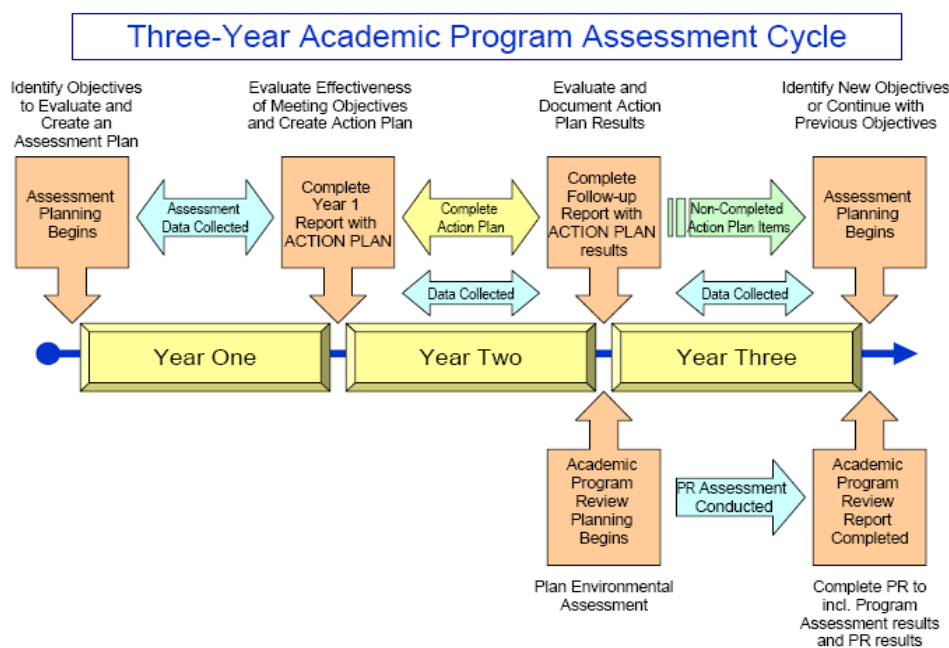 Three-Year Academic Program Assessment Cycle
Identify Objectives
to Evaluate and
Create an
Assessment Plan
Evaluate Effectiveness
of Meeting Objectives
and Create Action Plan
Evaluate and
Document Action
Plan Results
Identify New Objectives
or Continue with
Previous Objectives
Assessment
Planning
Begins
Assessment
Data Collected
Complete
Year 1
Report with
ACTION PLAN
Complete
Action Plan
Complete
Follow-up
Report with
ACTION PLAN
results
Non-Completed
Action Plan Items
Assessment
Planning
Begins
Data Collected
Data Collected
Year One
Year Two
Year Three
Academic
Program
Review
Planning
Begins
PR Assessment
Conducted
Academic
Program
Review
Report
Completed
Plan Environmental
Assessment
Complete PR to
incl. Program
Assessment results
and PR results